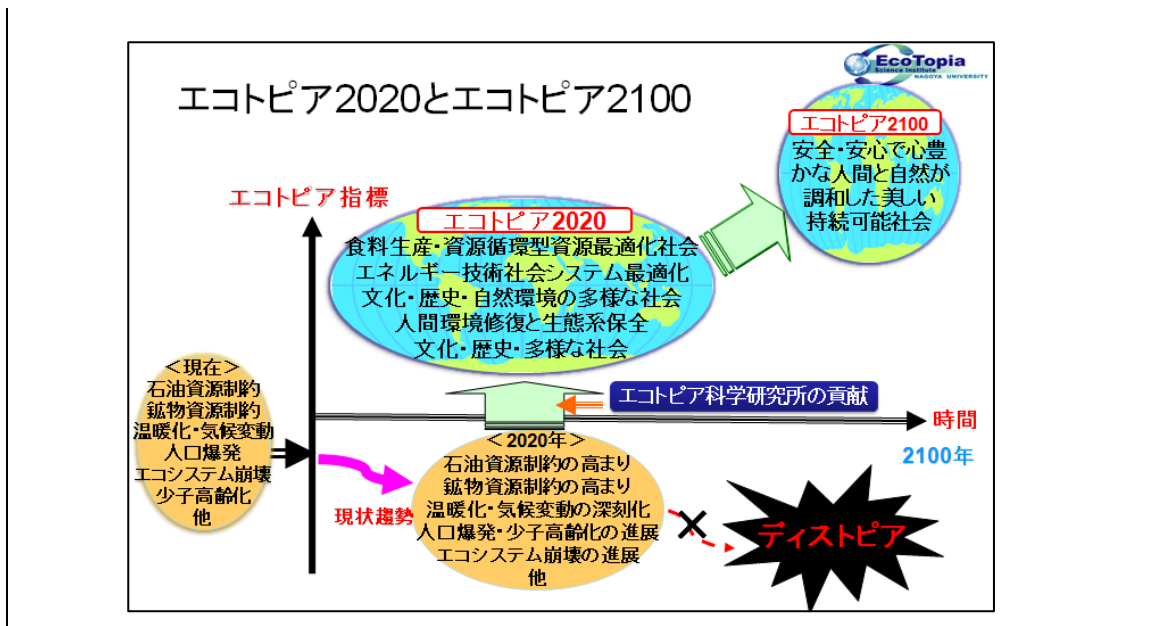 EcoTopia
Science Institute
NAGOYA UNIVERSITY
エコトピア2020とエコトピア2100
エコトピア2100
安全・安心で心豊
かな人間と自然が
調和した美しい
持続可能社会
エコトピア指標
エコトピア2020
食料生産・資源循環型資源最適化社会
エネルギー技術社会システム最適化
文化・歴史・自然環境の多様な社会
人間環境修復と生態系保全
文化・歴史・多様な社会
＜現在＞
石油資源制約
鉱物資源制約
温暖化・気候変動
人口爆発
エコシステム崩壊
少子高齢化
他
エコトピア科学研究所の貢献
時間
2100年
＜2020年＞
石油資源制約の高まり
鉱物資源制約の高まり
温暖化・気候変動の深刻化
人口爆発・少子高齢化の進展
エコシステム崩壊の進展
他
現状趨勢
ディストピア